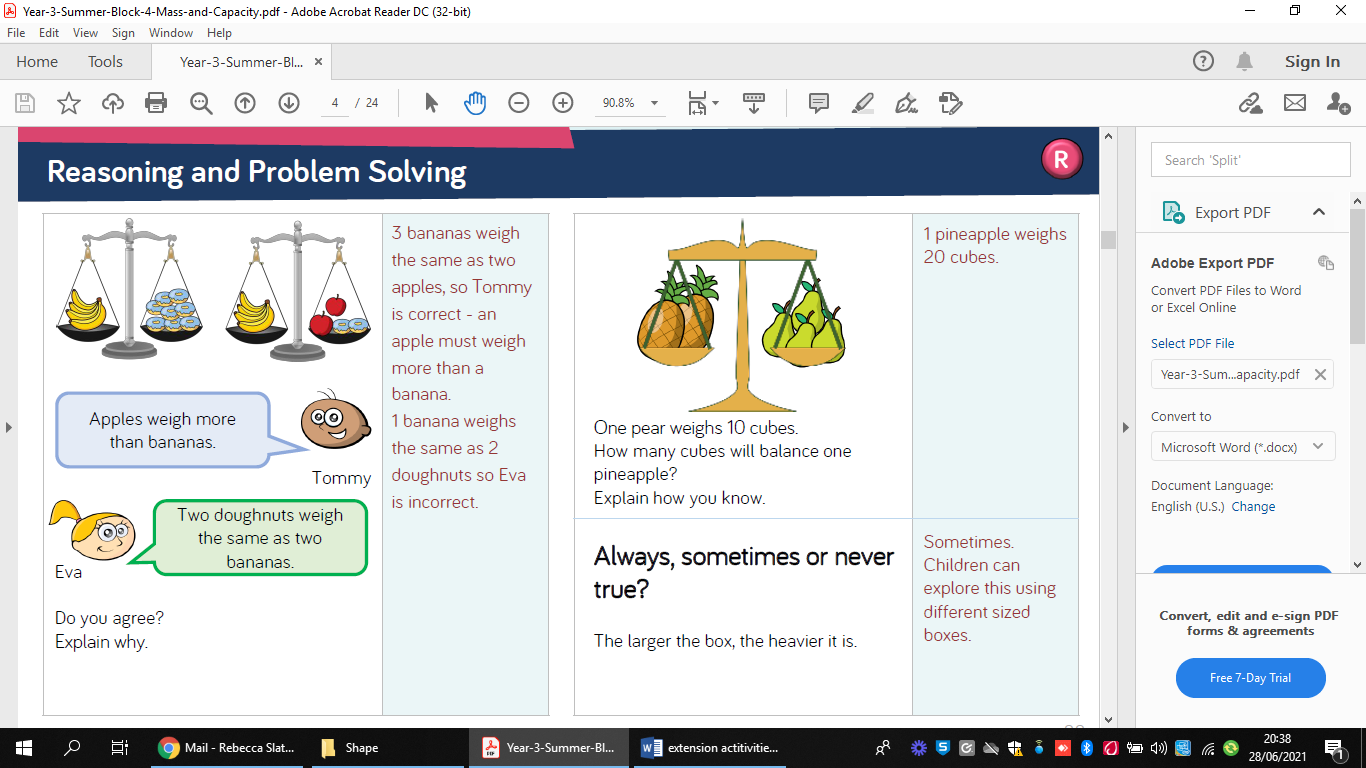 Year-3-Summer-Block-4-Mass-and-Capacity.pdf - Adobe Acrobat Reader DC (32-bit)
File Edit View Sign Window Help
Home Tools Year-3-Summer-Bl... × Sign In
4 / 24 90.8%
Reasoning and Problem Solving
R
3 bananas weigh
the same as two
apples, so Tommy
is correct - an
apple must weigh
more than a
banana.
1 banana weighs
the same as 2
doughnuts so Eva
is incorrect.
Apples weigh more
than bananas.
Tommy
Two doughnuts weigh
the same as two
bananas.
Eva
Do you agree?
Explain why.
One pear weighs 10 cubes.
How many cubes will balance one
pineapple?
Explain how you know.
1 pineapple weighs
20 cubes.
Always, sometimes or never
true?
The larger the box, the heavier it is.
Sometimes.
Children can
explore this using
different sized
boxes.
Search 'Split'
Export PDF
Adobe Export PDF
Convert PDF Files to Word
or Excel Online
Select PDF File
Year-3-Sum...apacity.pdf
Convert to
Microsoft Word (*.docx)
Document Language:
English (U.S.) Change
Convert, edit and e-sign PDF
forms & agreements
Free 7-Day Trial
Mail - Rebecca Slat...
Shape
Year-3-Summer-Bl...
extension actitivitie...
20:38
28/06/2021
1